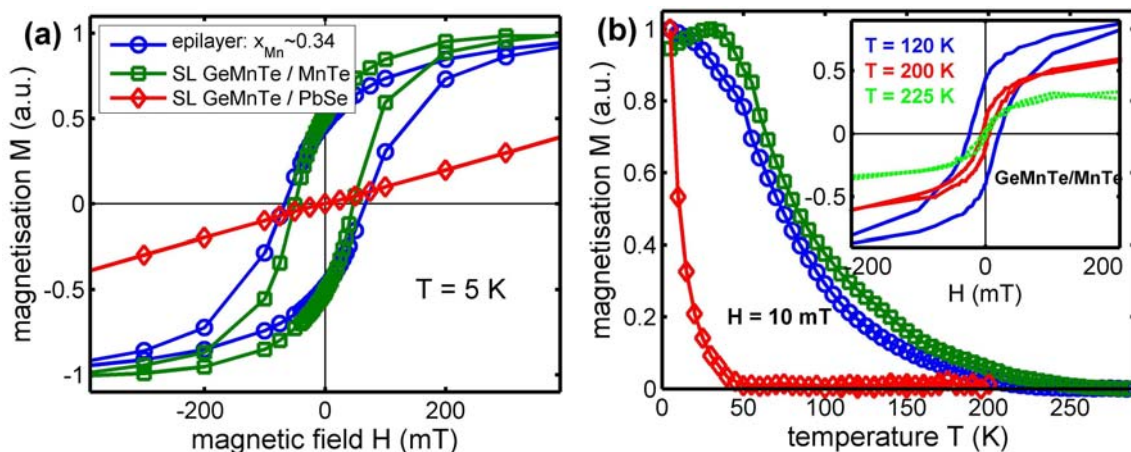 (a)
epilayer: xMn~0.34
SL GeMnTe / MnTe
SL GeMnTe / PbSe
T = 5 K
magnetisation M (a.u.)
1
0.5
0
-0.5
-1
-200
0
200
magnetic field H (mT)
(b)
H = 10 mT
magnetisation M (a.u.)
1
0.8
0.6
0.4
0.2
0
0
50
100
150
200
250
temperature T (K)
T = 120 K
T = 200 K
T = 225 K
GeMnTe/MnTe
0.5
0
-0.5
-200
0
200
H (mT)